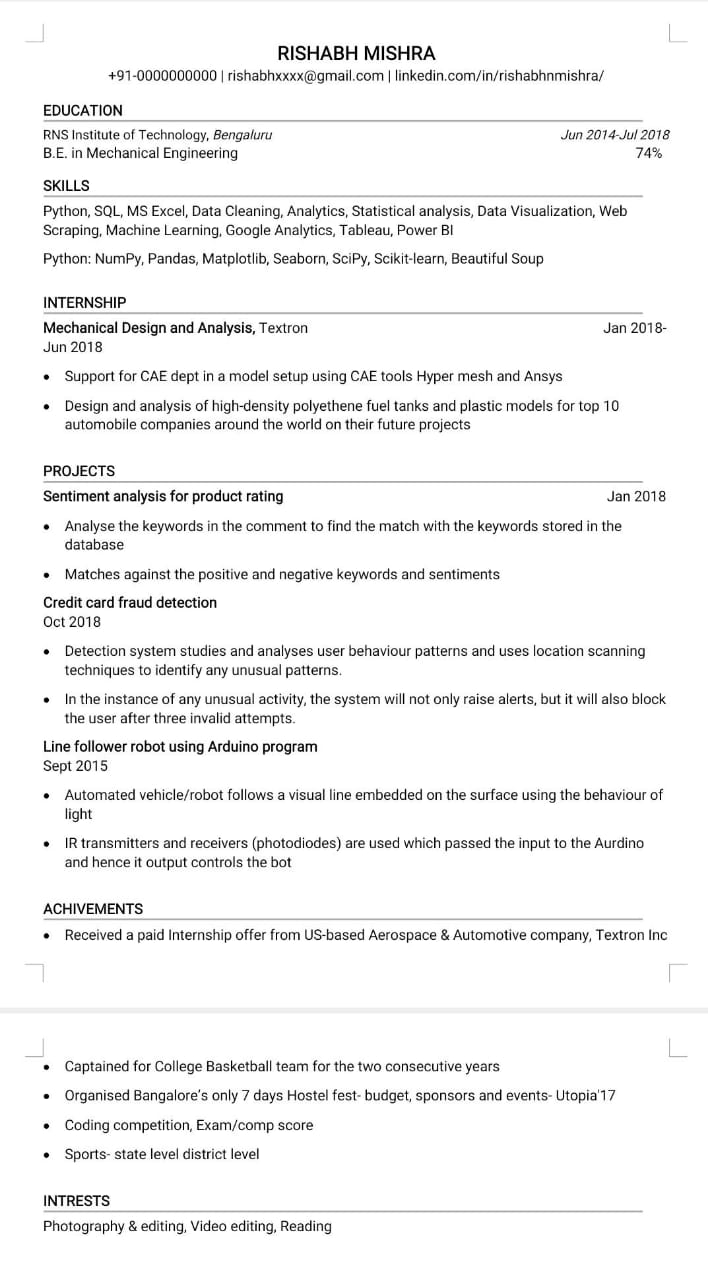 RISHABH MISHRA
+91-0000000000 | rishabhxxxx@gmail.com | linkedin.com/in/rishabhnmishra/
EDUCATION
RNS Institute of Technology, Bengaluru Jun 2014-Jul 2018
B.E. in Mechanical Engineering 74%
SKILLS
Python, SQL, MS Excel, Data Cleaning, Analytics, Statistical analysis, Data Visualization, Web
Scraping, Machine Learning, Google Analytics, Tableau, Power BI
Python: NumPy, Pandas, Matplotlib, Seaborn, SciPy, Scikit-learn, Beautiful Soup
INTERNSHIP
Mechanical Design and Analysis, Textron Jan 2018-
Jun 2018
• Support for CAE dept in a model setup using CAE tools Hyper mesh and Ansys
• Design and analysis of high-density polyethene fuel tanks and plastic models for top 10
automobile companies around the world on their future projects
PROJECTS
Sentiment analysis for product rating Jan 2018
• Analyse the keywords in the comment to find the match with the keywords stored in the
database
• Matches against the positive and negative keywords and sentiments
Credit card fraud detection
Oct 2018
• Detection system studies and analyses user behaviour patterns and uses location scanning
techniques to identify any unusual patterns.
• In the instance of any unusual activity, the system will not only raise alerts, but it will also block
the user after three invalid attempts.
Line follower robot using Arduino program
Sept 2015
• Automated vehicle/robot follows a visual line embedded on the surface using the behaviour of
light
• IR transmitters and receivers (photodiodes) are used which passed the input to the Aurdino
and hence it output controls the bot
ACHIVEMENTS
• Received a paid Internship offer from US-based Aerospace & Automotive company, Textron Inc
• Captained for College Basketball team for the two consecutive years
• Organised Bangalore's only 7 days Hostel fest- budget, sponsors and events- Utopia'17
• Coding competition, Exam/comp score
• Sports- state level district level
INTRESTS
Photography & editing, Video editing, Reading